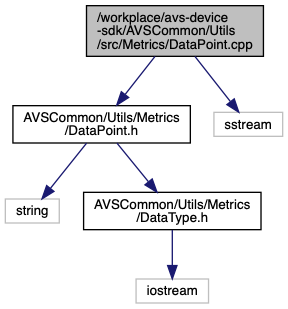 /workplace/avs-device
-sdk/AVSCommon/Utils
/src/Metrics/DataPoint.cpp
AVSCommon/Utils/Metrics
/DataPoint.h
sstream
string
AVSCommon/Utils/Metrics
/DataType.h
iostream